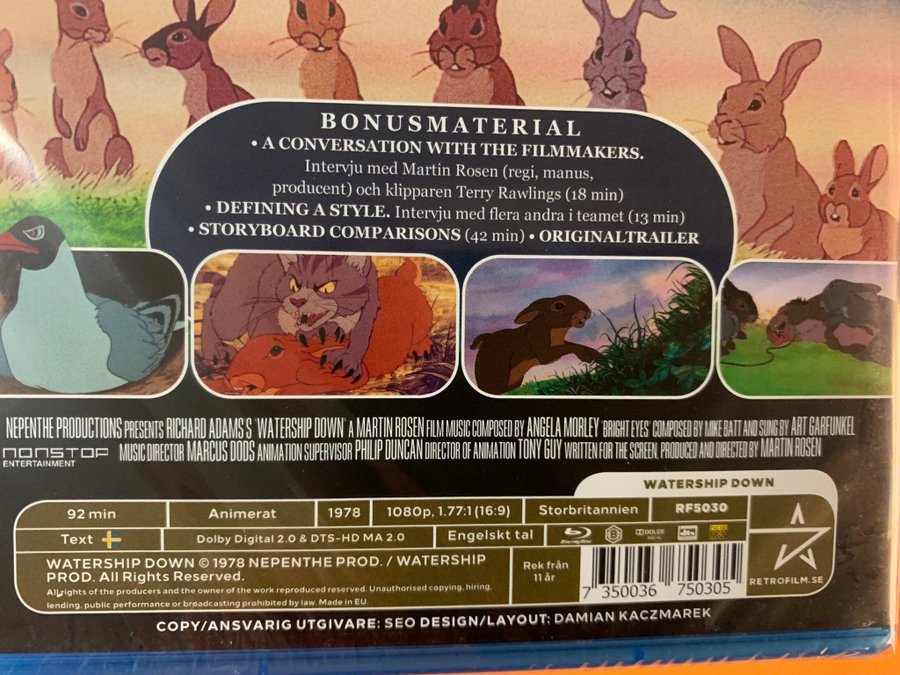 BONUSMATERIAL
• A CONVERSATION WITH THE FILMMAKERS.
Intervju med Martin Rosen (regi, manus,
producent) och klipparen Terry Rawlings (18 min)
• DEFINING A STYLE. Intervju med flera andra i teamet (13 min)
• STORYBOARD COMPARISONS (42 min) • ORIGINALTRAILER
NEPENTHE PRODUCTIONS PRESENTS RICHARD ADAMS S 'WATERSHIP DOWN' A MARTIN ROSEN FILM MUSIC COMPOSED BY ANGELA MORLEY 'BRIGHT EYES' COMPOSED BY MIKE BATT AND SUNG BY ART GARFUNKEL
NONSTOP
ENTERTAINMENT
MUSIC DIRECTOR MARCUS DODS ANIMATION SUPERVISOR PHILIP DUNCAN DIRECTOR OF ANIMATION TONY GUY WRITTEN FOR THE SCREEN, PRODUCED AND DIRECTED BY MARTIN ROSEN
WATERSHIP DOWN
92 min Animerat 1978 1080p, 1.77:1 (16:9) Storbritannien RF5030
Text Dolby Digital 2.0 & DTS-HD MA 2.0 Engelskt tal Blu-ray Disc B DOLBY dts
WATERSHIP DOWN © 1978 NEPENTHE PROD. / WATERSHIP
PROD. All Rights Reserved.
All rights of the producers and the owner of the work reproduced reserved. Unauthorised copying, hiring,
lending, public performance or broadcasting prohibited by law. Made in EU.
Rek från
11 år
7 350036 750305
RETROFILM.SE
COPY/ANSVARIG UTGIVARE: SEO DESIGN/LAYOUT: DAMIAN KACZMAREK